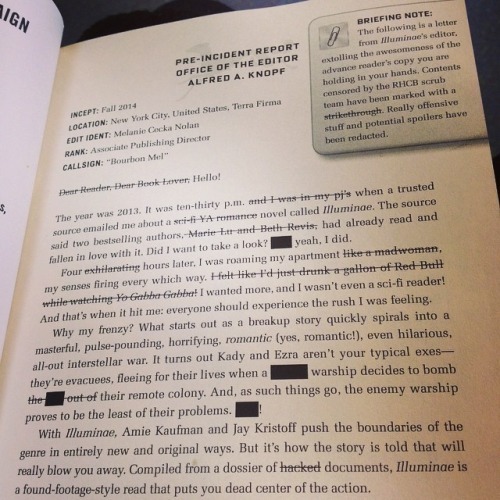 AIGN
PRE-INCIDENT REPORT
OFFICE OF THE EDITOR
ALFRED A. KNOPF
BRIEFING NOTE:
The following is a letter
from Illuminae's editor,
extolling the awesomeness of the
advance reader's copy you are
holding in your hands. Contents
censored by the RHCB scrub
team have been marked with a
strikethrough. Really offensive
stuff and potential spoilers have
been redacted.
INCEPT: Fall 2014
LOCATION: New York City, United States, Terra Firma
EDIT IDENT: Melanie Cecka Nolan
RANK: Associate Publishing Director
CALLSIGN: "Bourbon Mel"
Dear Reader, Dear Book Lover, Hello!
The year was 2013. It was ten-thirty p.m. and I was in my pj's when a trusted
source emailed me about a sci-fi YA romance novel called Illuminae. The source
said two bestselling authors, Marie Lu and Beth Revis, had already read and
fallen in love with it. Did I want to take a look? yeah, I did.
Four exhilarating hours later, I was roaming my apartment like a madwoman,
my senses firing every which way. I felt like I'd just drunk a gallon of Red Bull
while watching Yo Gabba Gabba! I wanted more, and I wasn't even a sci-fi reader!
And that's when it hit me: everyone should experience the rush I was feeling.
Why my frenzy? What starts out as a breakup story quickly spirals into a
masterful, pulse-pounding, horrifying, romantic (yes, romantic!), even hilarious,
all-out interstellar war. It turns out Kady and Ezra aren't your typical exes—
they're evacuees, fleeing for their lives when a warship decides to bomb
the out of their remote colony. And, as such things go, the enemy warship
proves to be the least of their problems. !
With Illuminae, Amie Kaufman and Jay Kristoff push the boundaries of the
genre in entirely new and original ways. But it's how the story is told that will
really blow you away. Compiled from a dossier of hacked documents, Illuminae is
a found-footage-style read that puts you dead center of the action.
s,